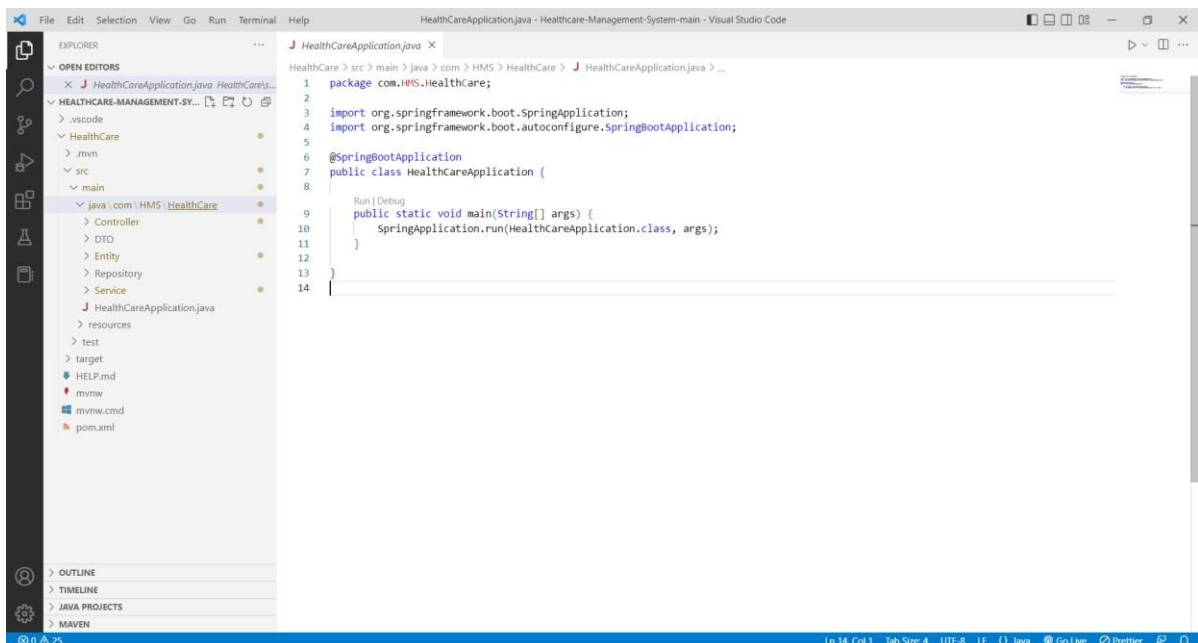 File Edit Selection View Go Run Terminal Help
HealthCareApplication.java - Healthcare-Management-System-main - Visual Studio Code
EXPLORER
OPEN EDITORS
HealthCareApplication.java HealthCare\s...
HEALTHCARE-MANAGEMENT-SY...
.vscode
HealthCare
.mvn
src
main
java\com\HMS\HealthCare
Controller
DTO
Entity
Repository
Service
J HealthCareApplication.java
resources
test
target
HELP.md
mvnw
mvnw.cmd
pom.xml
OUTLINE
TIMELINE
JAVA PROJECTS
MAVEN
J HealthCareApplication.java
HealthCare > src > main > java > com > HMS > HealthCare > J HealthCareApplication.java > ...
1 package com.HMS.HealthCare;
2
3 import org.springframework.boot.SpringApplication;
4 import org.springframework.boot.autoconfigure.SpringBootApplication;
5
6 @SpringBootApplication
7 public class HealthCareApplication {
8
Run | Debug
9 public static void main(String[] args) {
10 SpringApplication.run(HealthCareApplication.class, args);
11 }
12
13 }
14
0 25
Ln 14, Col 1 Tab Size: 4 UTF-8 LF {} Java Go Live Prettier